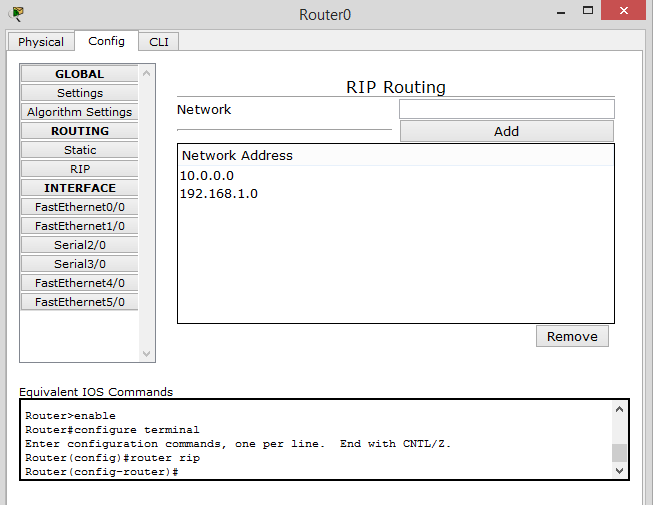 Router0
Physical
Config
CLI
GLOBAL
Settings
Algorithm Settings
ROUTING
Static
RIP
INTERFACE
FastEthernet0/0
FastEthernet1/0
Serial2/0
Serial3/0
FastEthernet4/0
FastEthernet5/0
RIP Routing
Network
Add
Network Address
10.0.0.0
192.168.1.0
Remove
Equivalent IOS Commands
Router>enable
Router#configure terminal
Enter configuration commands, one per line.  End with CNTL/Z.
Router(config)#router rip
Router(config-router)#